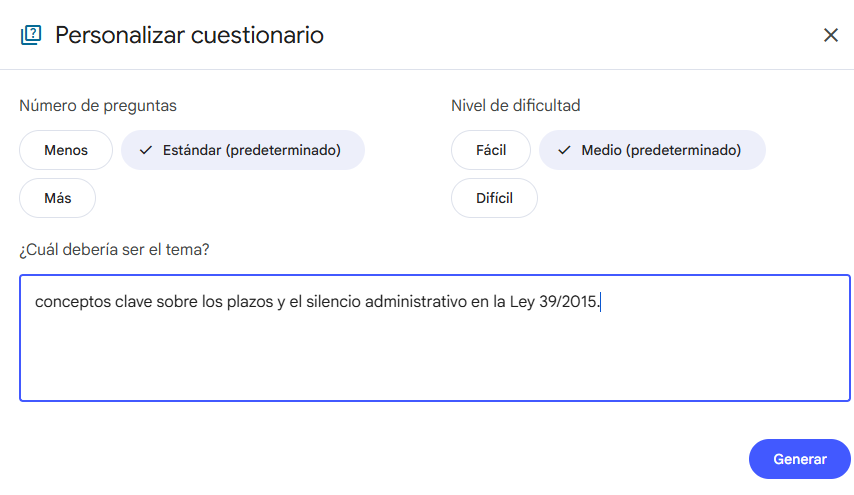 Personalizar cuestionario
Número de preguntas
Menos
Estándar (predeterminado)
Más
Nivel de dificultad
Fácil
Medio (predeterminado)
Difícil
¿Cuál debería ser el tema?
conceptos clave sobre los plazos y el silencio administrativo en la Ley 39/2015.
Generar